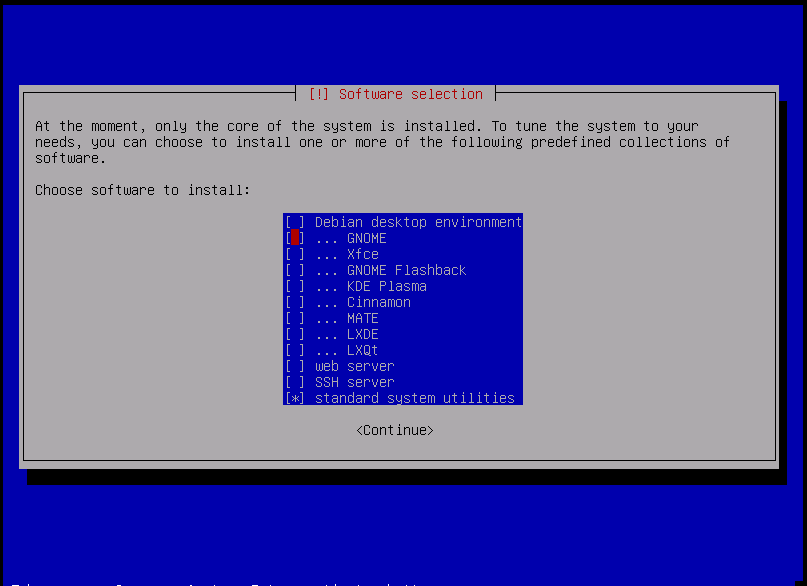 [!] Software selection
At the moment, only the core of the system is installed. To tune the system to your
needs, you can choose to install one or more of the following predefined collections of
software.
Choose software to install:
[ ] Debian desktop environment
[ ] ... GNOME
[ ] ... Xfce
[ ] ... GNOME Flashback
[ ] ... KDE Plasma
[ ] ... Cinnamon
[ ] ... MATE
[ ] ... LXDE
[ ] ... LXQt
[ ] web server
[ ] SSH server
[*] standard system utilities
<Continue>